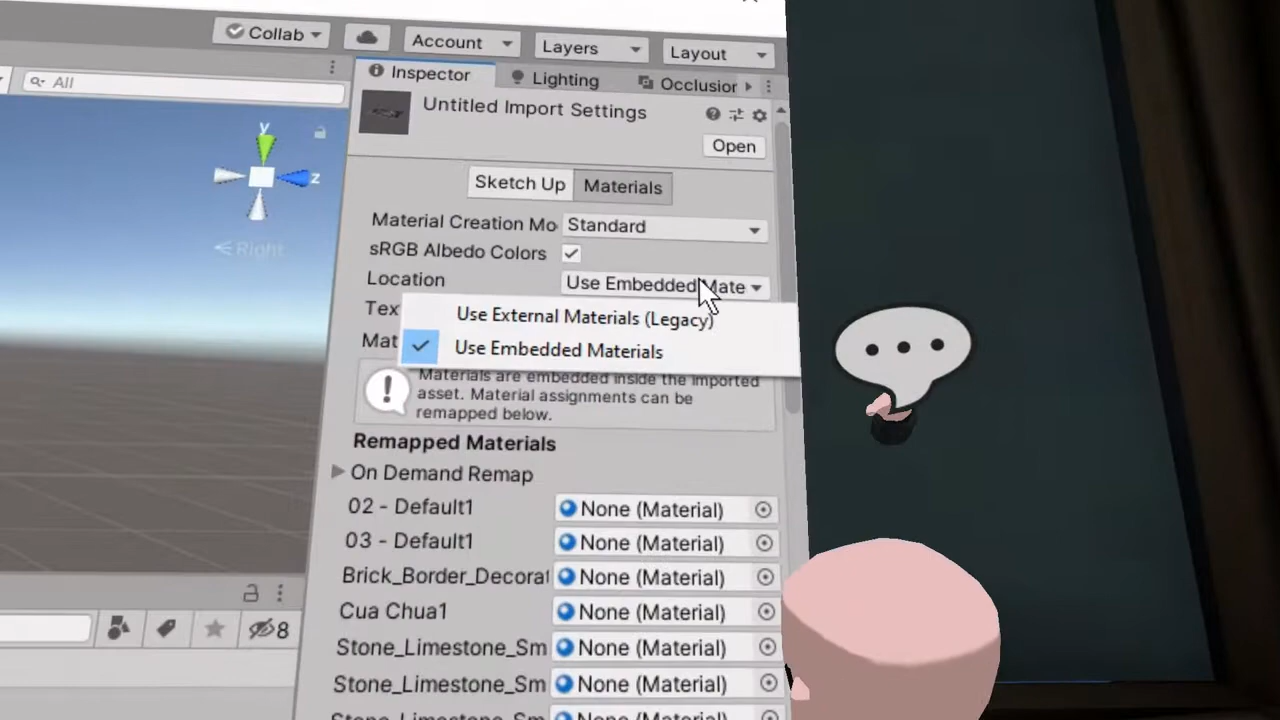 Collab
Account
Layers
Layout
All
Inspector
Lighting
Occlusion
Untitled Import Settings
Open
y
z
Right
Sketch Up
Materials
Material Creation Mo
Standard
sRGB Albedo Colors
Location
Use Embedded Mate
Tex
Use External Materials (Legacy)
Mat
Use Embedded Materials
Materials are embedded inside the imported
asset. Material assignments can be
remapped below.
Remapped Materials
On Demand Remap
02 - Default1
None (Material)
03 - Default1
None (Material)
Brick_Border_Decorat
None (Material)
Cua Chua1
None (Material)
Stone_Limestone_Sm
None (Material)
Stone_Limestone_Sm
None (Material)
8